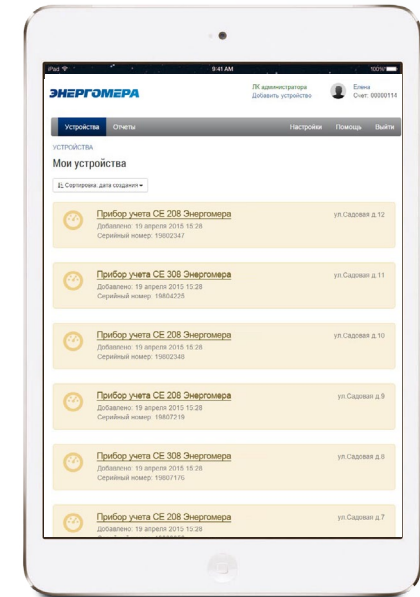 iPad 9:41 AM 100%
ЭНЕРГОМЕРА
ЛК администратора
Добавить устройство
Елена
Счет: 00000114
Устройства Отчеты Настройки Помощь Выйти
УСТРОЙСТВА
Мои устройства
Сортировка: дата создания
Прибор учета СЕ 208 Энергомера ул.Садовая д.12
Добавлено: 19 апреля 2015 15:28
Серийный номер: 19802347
Прибор учета СЕ 308 Энергомера ул.Садовая д.11
Добавлено: 19 апреля 2015 15:28
Серийный номер: 19804225
Прибор учета СЕ 208 Энергомера ул.Садовая д.10
Добавлено: 19 апреля 2015 15:28
Серийный номер: 19802348
Прибор учета СЕ 208 Энергомера ул.Садовая д.9
Добавлено: 19 апреля 2015 15:28
Серийный номер: 19807219
Прибор учета СЕ 308 Энергомера ул.Садовая д.8
Добавлено: 19 апреля 2015 15:28
Серийный номер: 19807176
Прибор учета СЕ 208 Энергомера ул.Садовая д.7
Добавлено: 19 апреля 2015 15:28